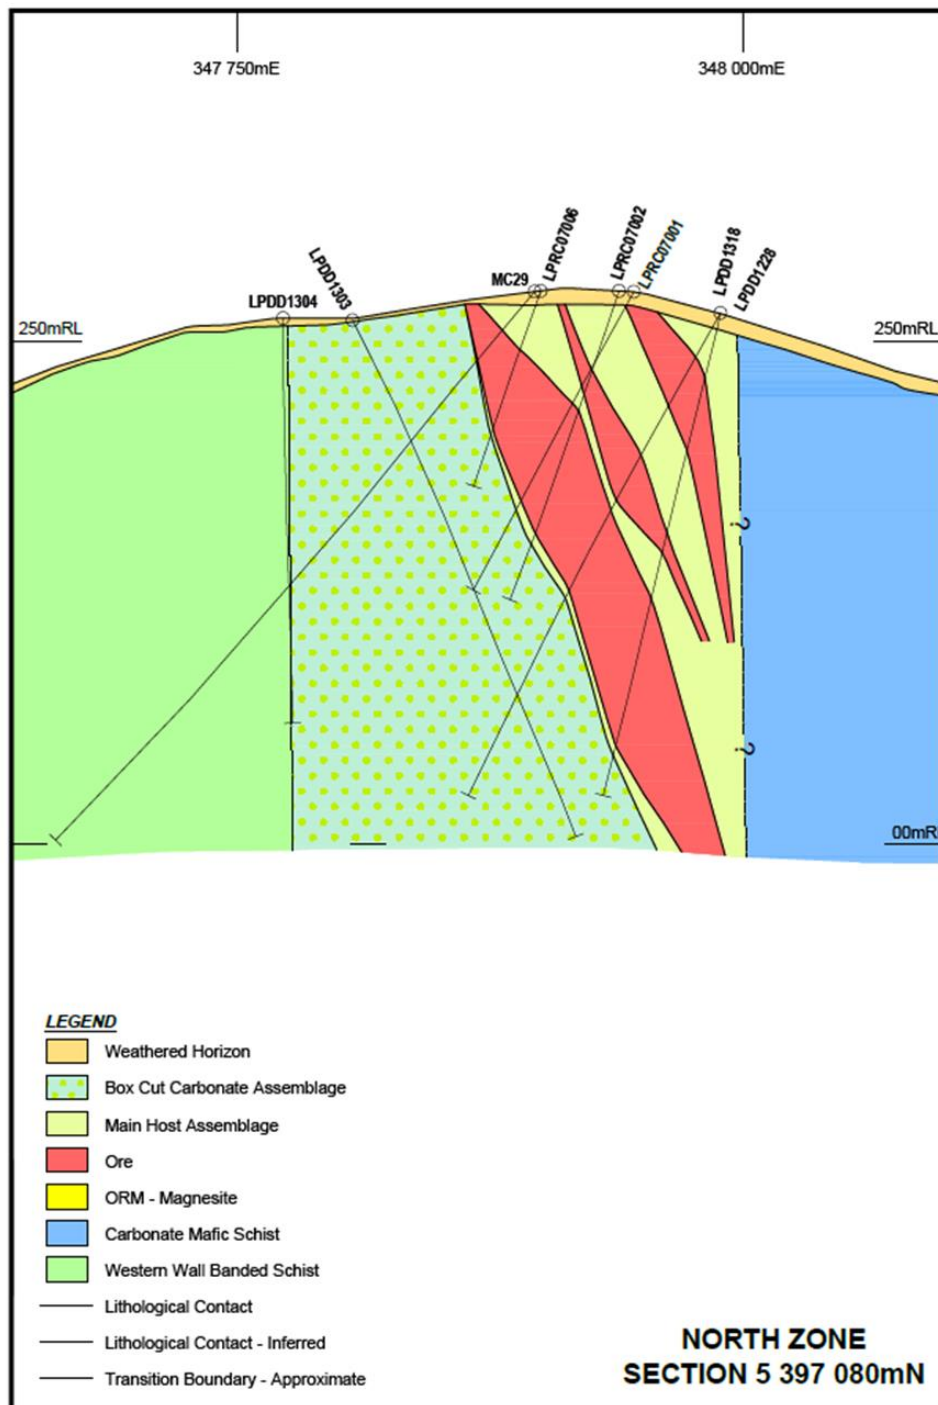 347 750mE
348 000mE
LPDD1304
LPDD1303
MC29
LPRC07006
LPRC07002
LPRC07001
LPDD1318
LPDD1228
250mRL
250mRL
?
?
00mR
LEGEND
Weathered Horizon
Box Cut Carbonate Assemblage
Main Host Assemblage
Ore
ORM - Magnesite
Carbonate Mafic Schist
Western Wall Banded Schist
Lithological Contact
Lithological Contact - Inferred
Transition Boundary - Approximate
NORTH ZONE
SECTION 5 397 080mN